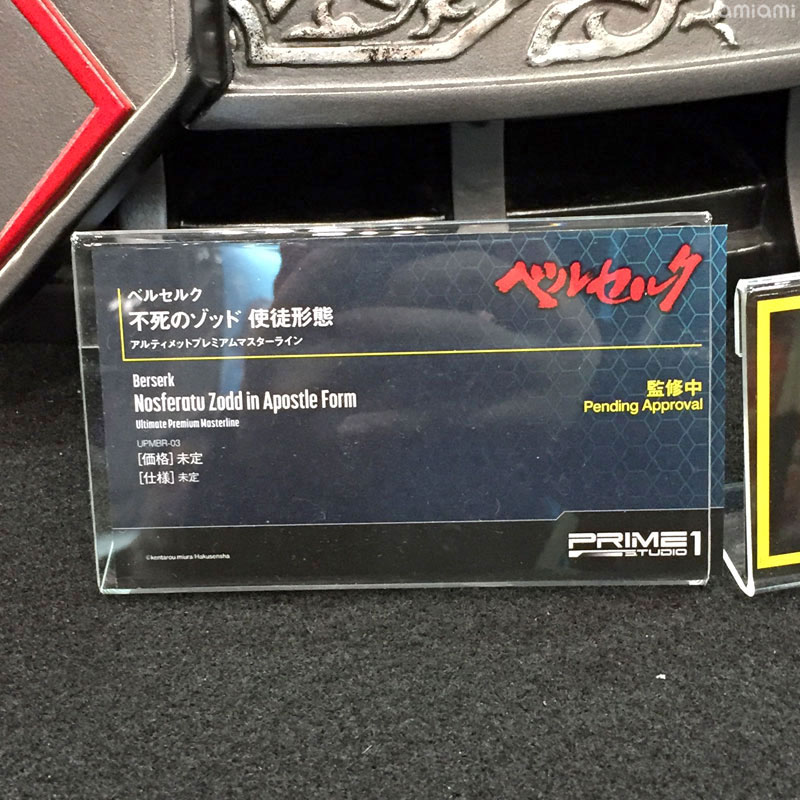 amiami
ベルセルク
ベルセルク
不死のゾッド 使徒形態
アルティメットプレミアムマスターライン
Berserk
Nosferatu Zodd in Apostle Form
Ultimate Premium Masterline
監修中
Pending Approval
UPMBR-03
[価格] 未定
[仕様] 未定
©kentarou miura/Hakusensha
PRIME 1
STUDIO